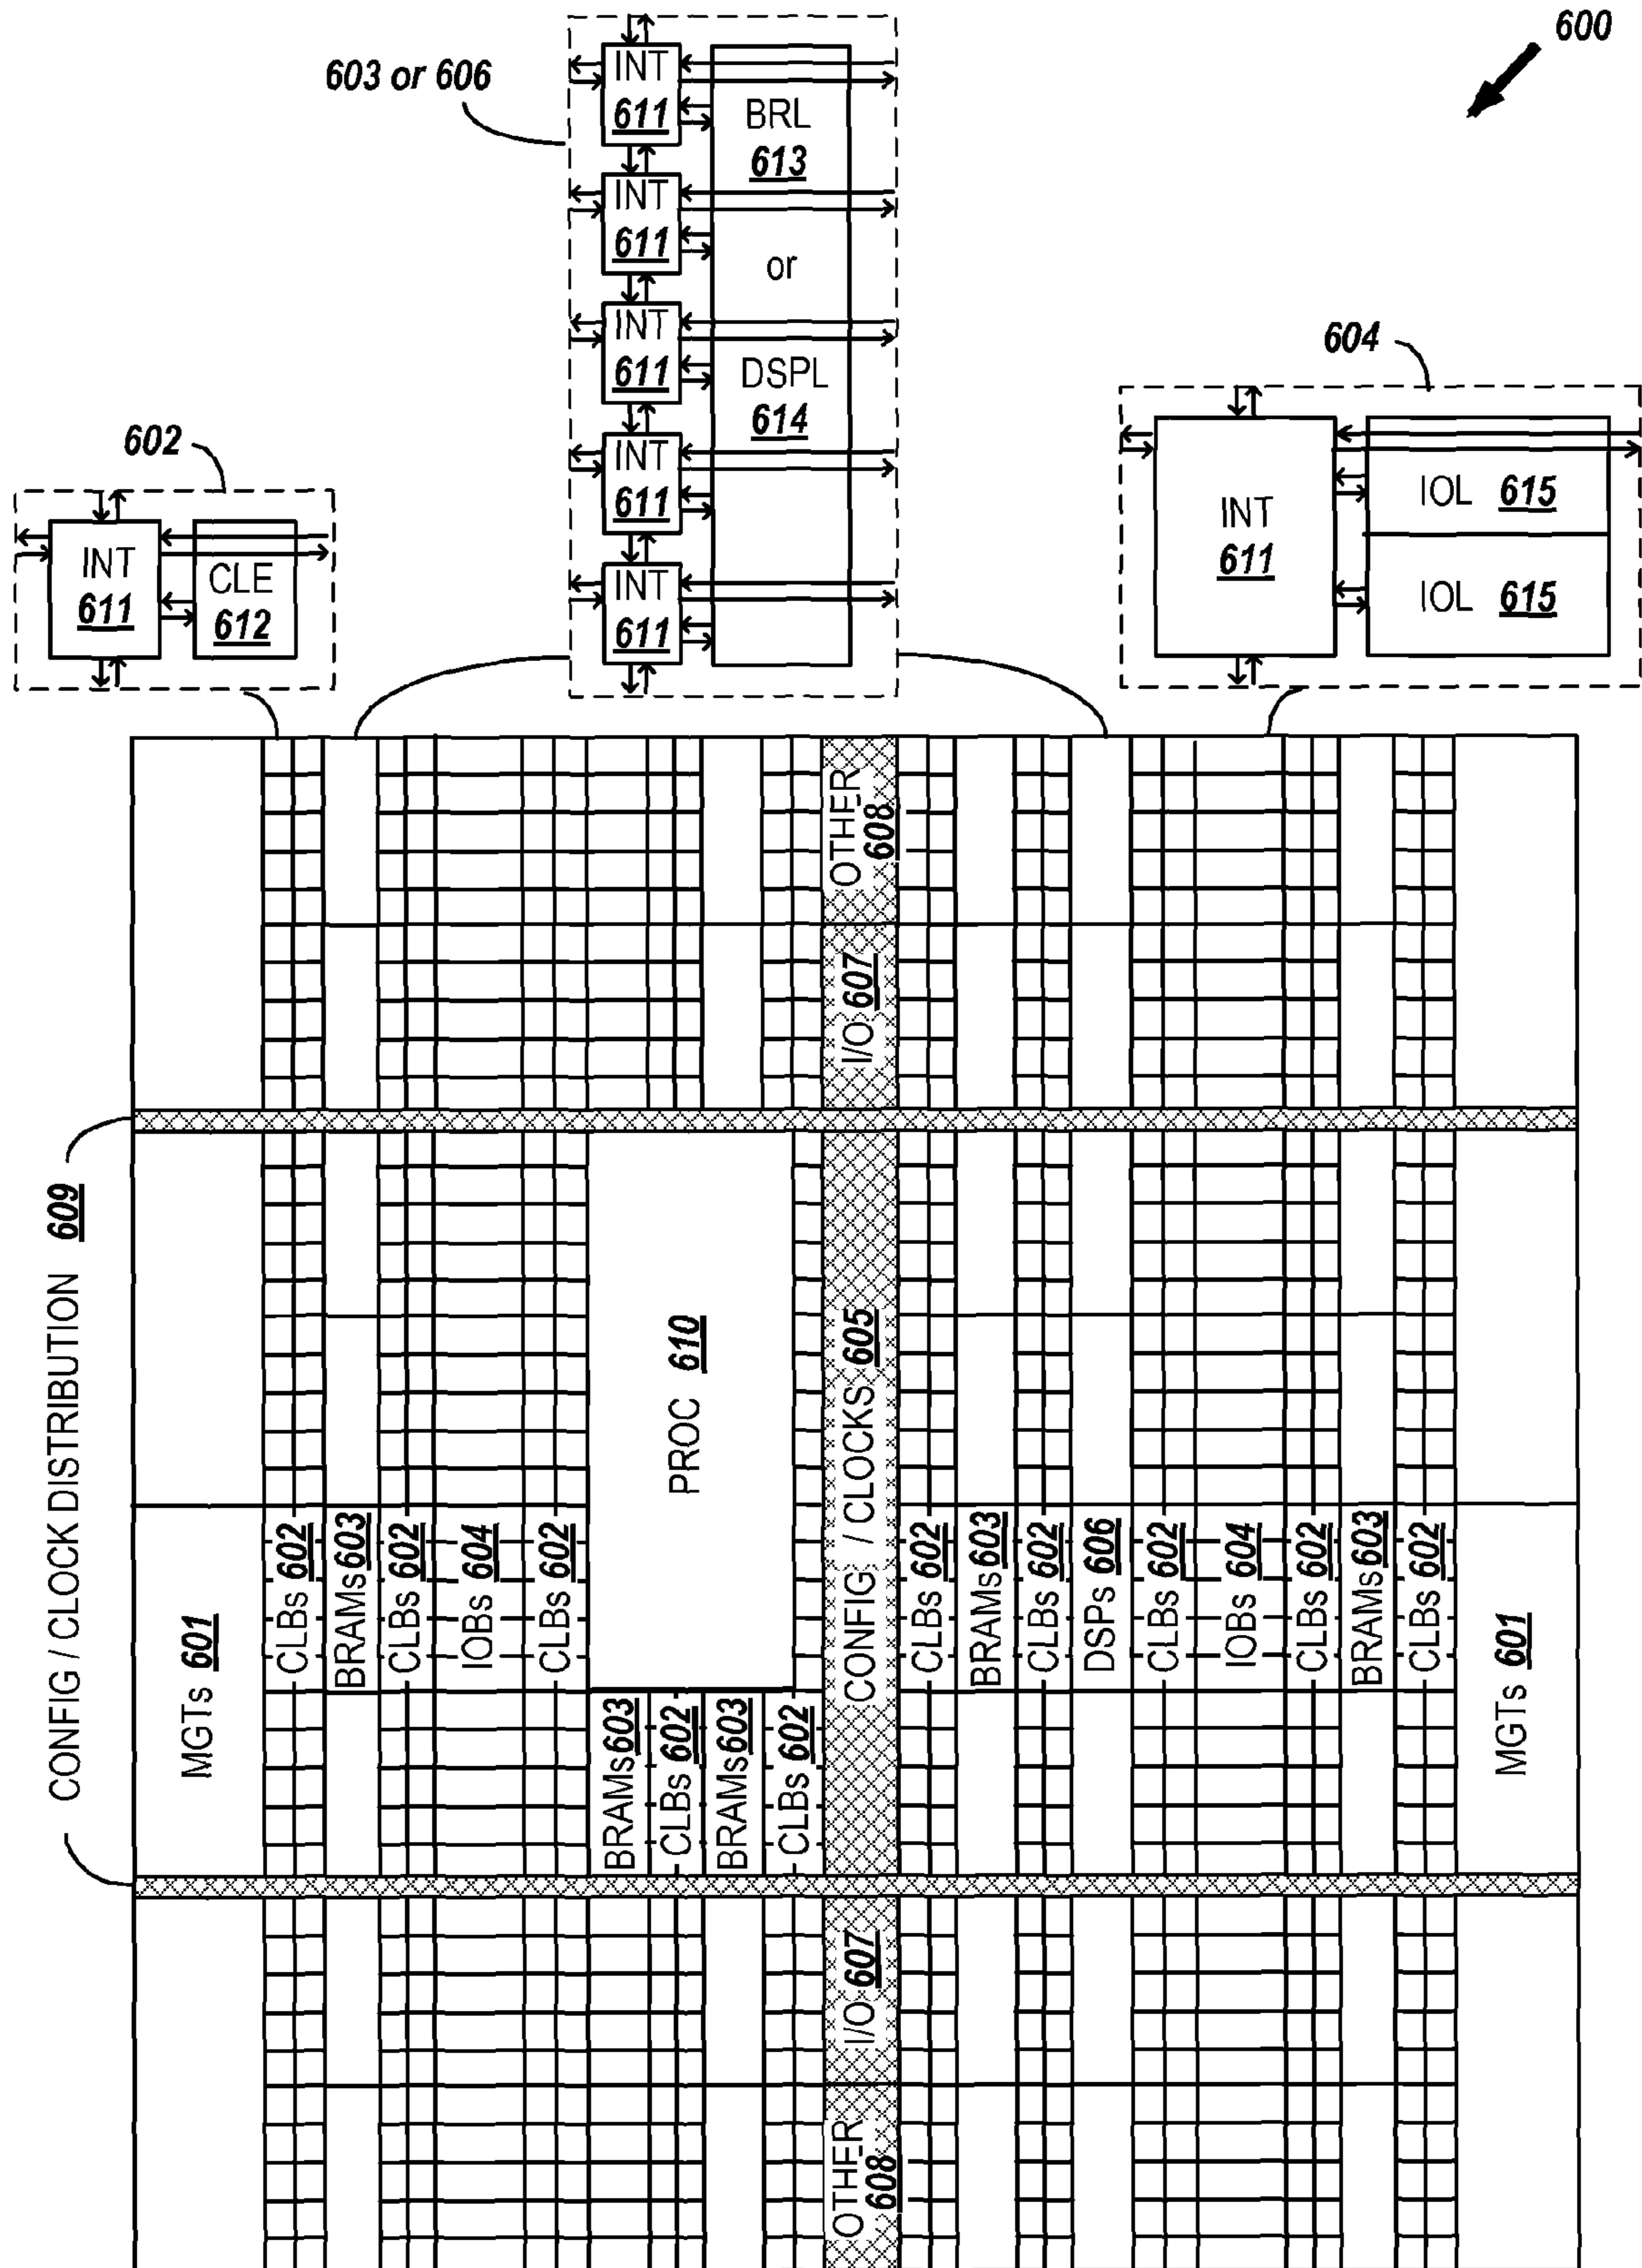 600
603 or 606
INT
611
INT
611
INT
611
INT
611
INT
611
BRL
613
or
DSPL
614
604
INT
611
IOL 615
IOL 615
602
INT
611
CLE
612
OTHER
608
I/O 607
CONFIG / CLOCK DISTRIBUTION 609
PROC 610
CONFIG / CLOCKS 605
MGTs 601
CLBs 602
BRAMs 603
CLBs 602
IOBs 604
CLBs 602
BRAMs 603
CLBs 602
BRAMs 603
CLBs 602
CLBs 602
BRAMs 603
CLBs 602
DSPs 606
CLBs 602
IOBs 604
CLBs 602
BRAMs 603
CLBs 602
MGTs 601
I/O 607
OTHER
608